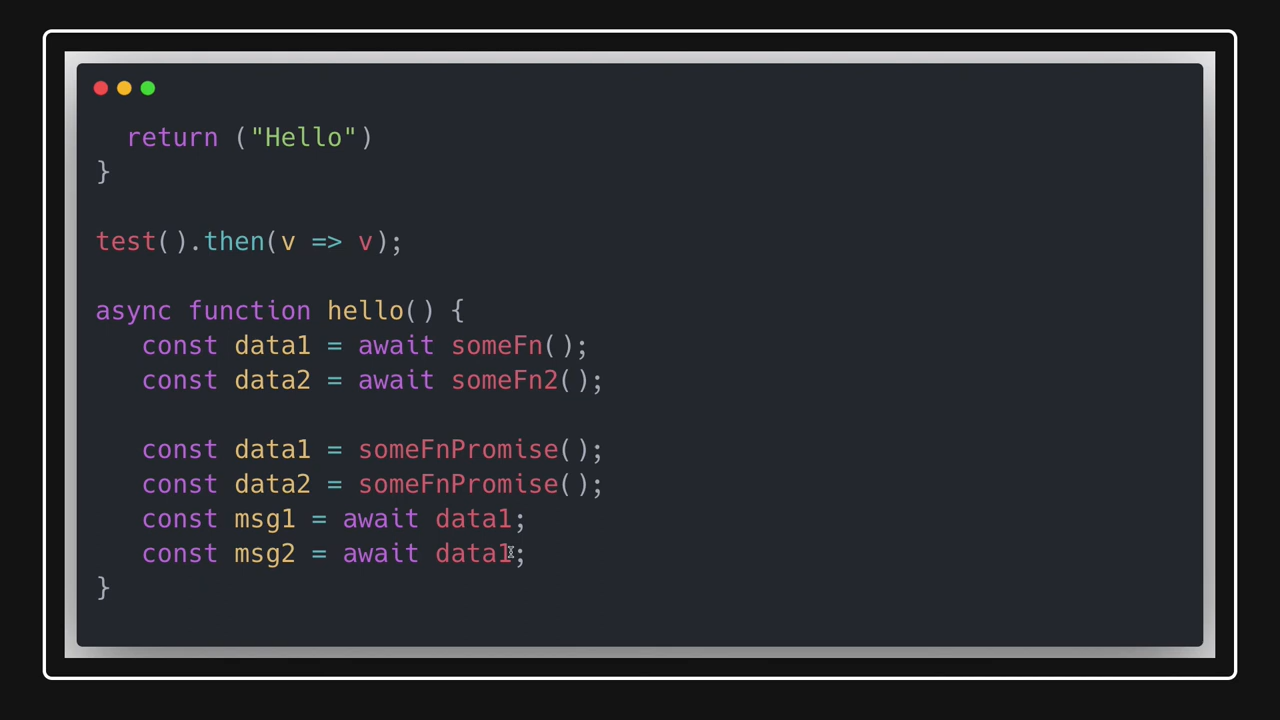 return ("Hello")
}
test().then(v => v);
async function hello() {
const data1 = await someFn();
const data2 = await someFn2();
const data1 = someFnPromise();
const data2 = someFnPromise();
const msg1 = await data1;
const msg2 = await data1;
}